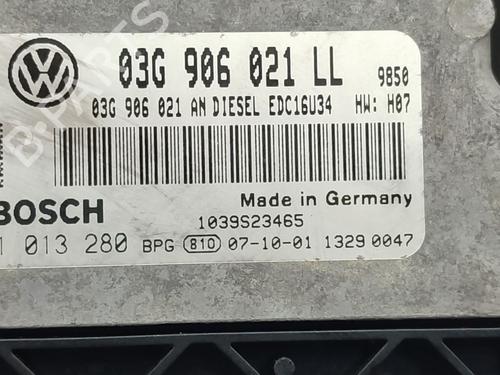 03G 906 021 LL 9850
03G 906 021 AN DIESEL EDC16U34 HW: H07
Made in Germany
BOSCH
1039S23465
1 013 280 BPG 810 07-10-01 1329 0047
B-PARTS